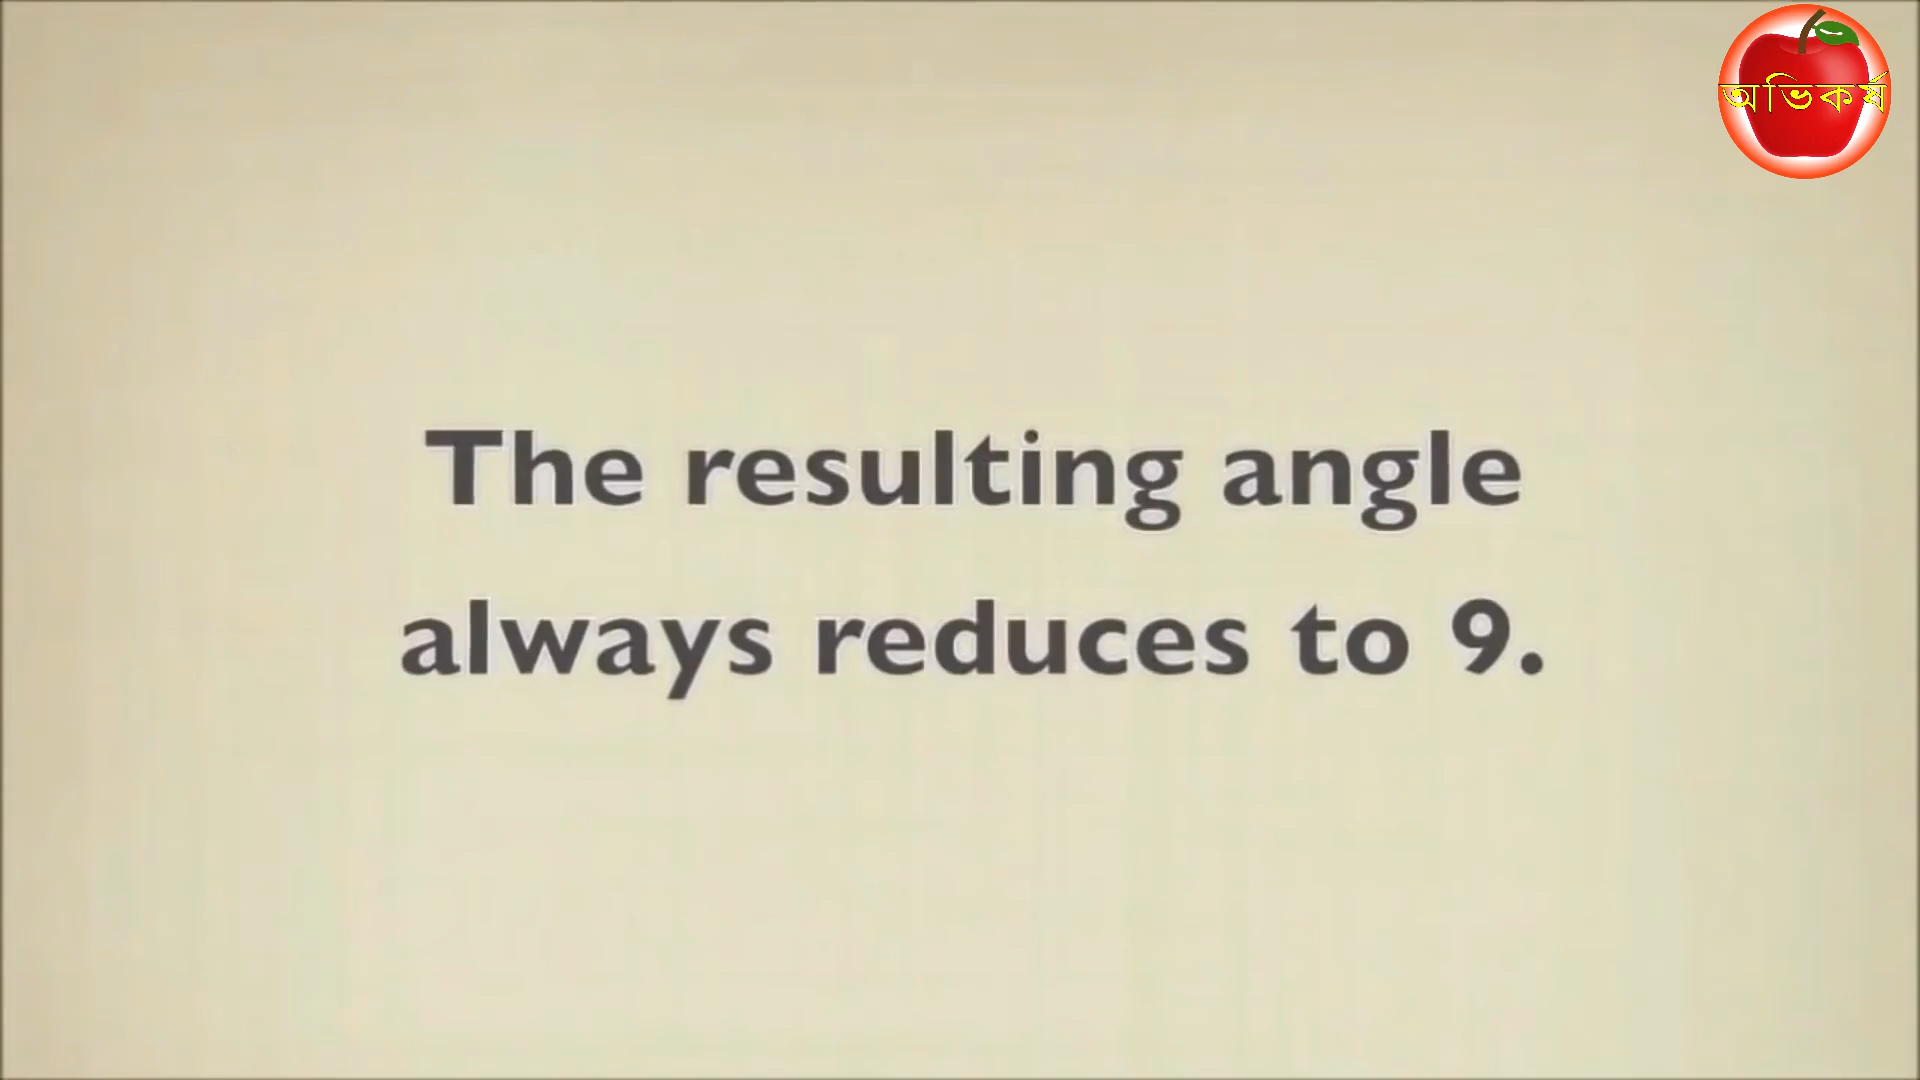 অভিকর্ষ
The resulting angle
always reduces to 9.